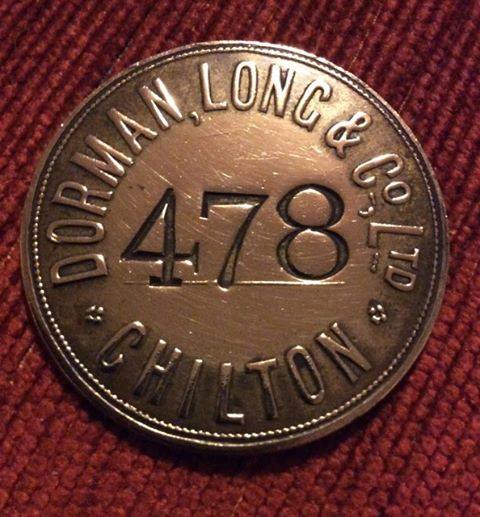 DORMAN, LONG & Co., LTD
478
CHILTON